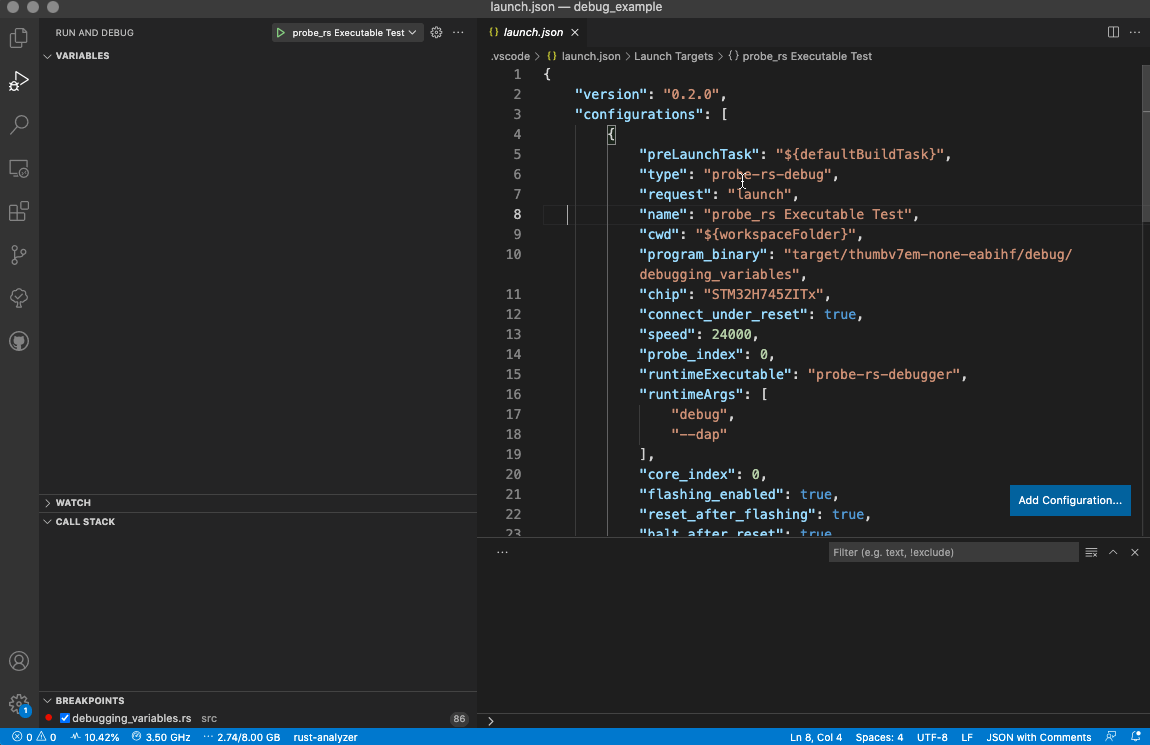 launch.json — debug_example
RUN AND DEBUG
probe_rs Executable Test
VARIABLES
WATCH
CALL STACK
BREAKPOINTS
debugging_variables.rs src 86
launch.json
.vscode > {} launch.json > Launch Targets > {} probe_rs Executable Test
1 {
2 "version": "0.2.0",
3 "configurations": [
4 {
5 "preLaunchTask": "${defaultBuildTask}",
6 "type": "probe-rs-debug",
7 "request": "launch",
8 "name": "probe_rs Executable Test",
9 "cwd": "${workspaceFolder}",
10 "program_binary": "target/thumbv7em-none-eabihf/debug/
debugging_variables",
11 "chip": "STM32H745ZITx",
12 "connect_under_reset": true,
13 "speed": 24000,
14 "probe_index": 0,
15 "runtimeExecutable": "probe-rs-debugger",
16 "runtimeArgs": [
17 "debug",
18 "--dap"
19 ],
20 "core_index": 0,
21 "flashing_enabled": true,
22 "reset_after_flashing": true,
23 "halt_after_reset": true
Add Configuration...
Filter (e.g. text, !exclude)
1
0 0 10.42% 3.50 GHz 2.74/8.00 GB rust-analyzer
Ln 8, Col 4 Spaces: 4 UTF-8 LF JSON with Comments